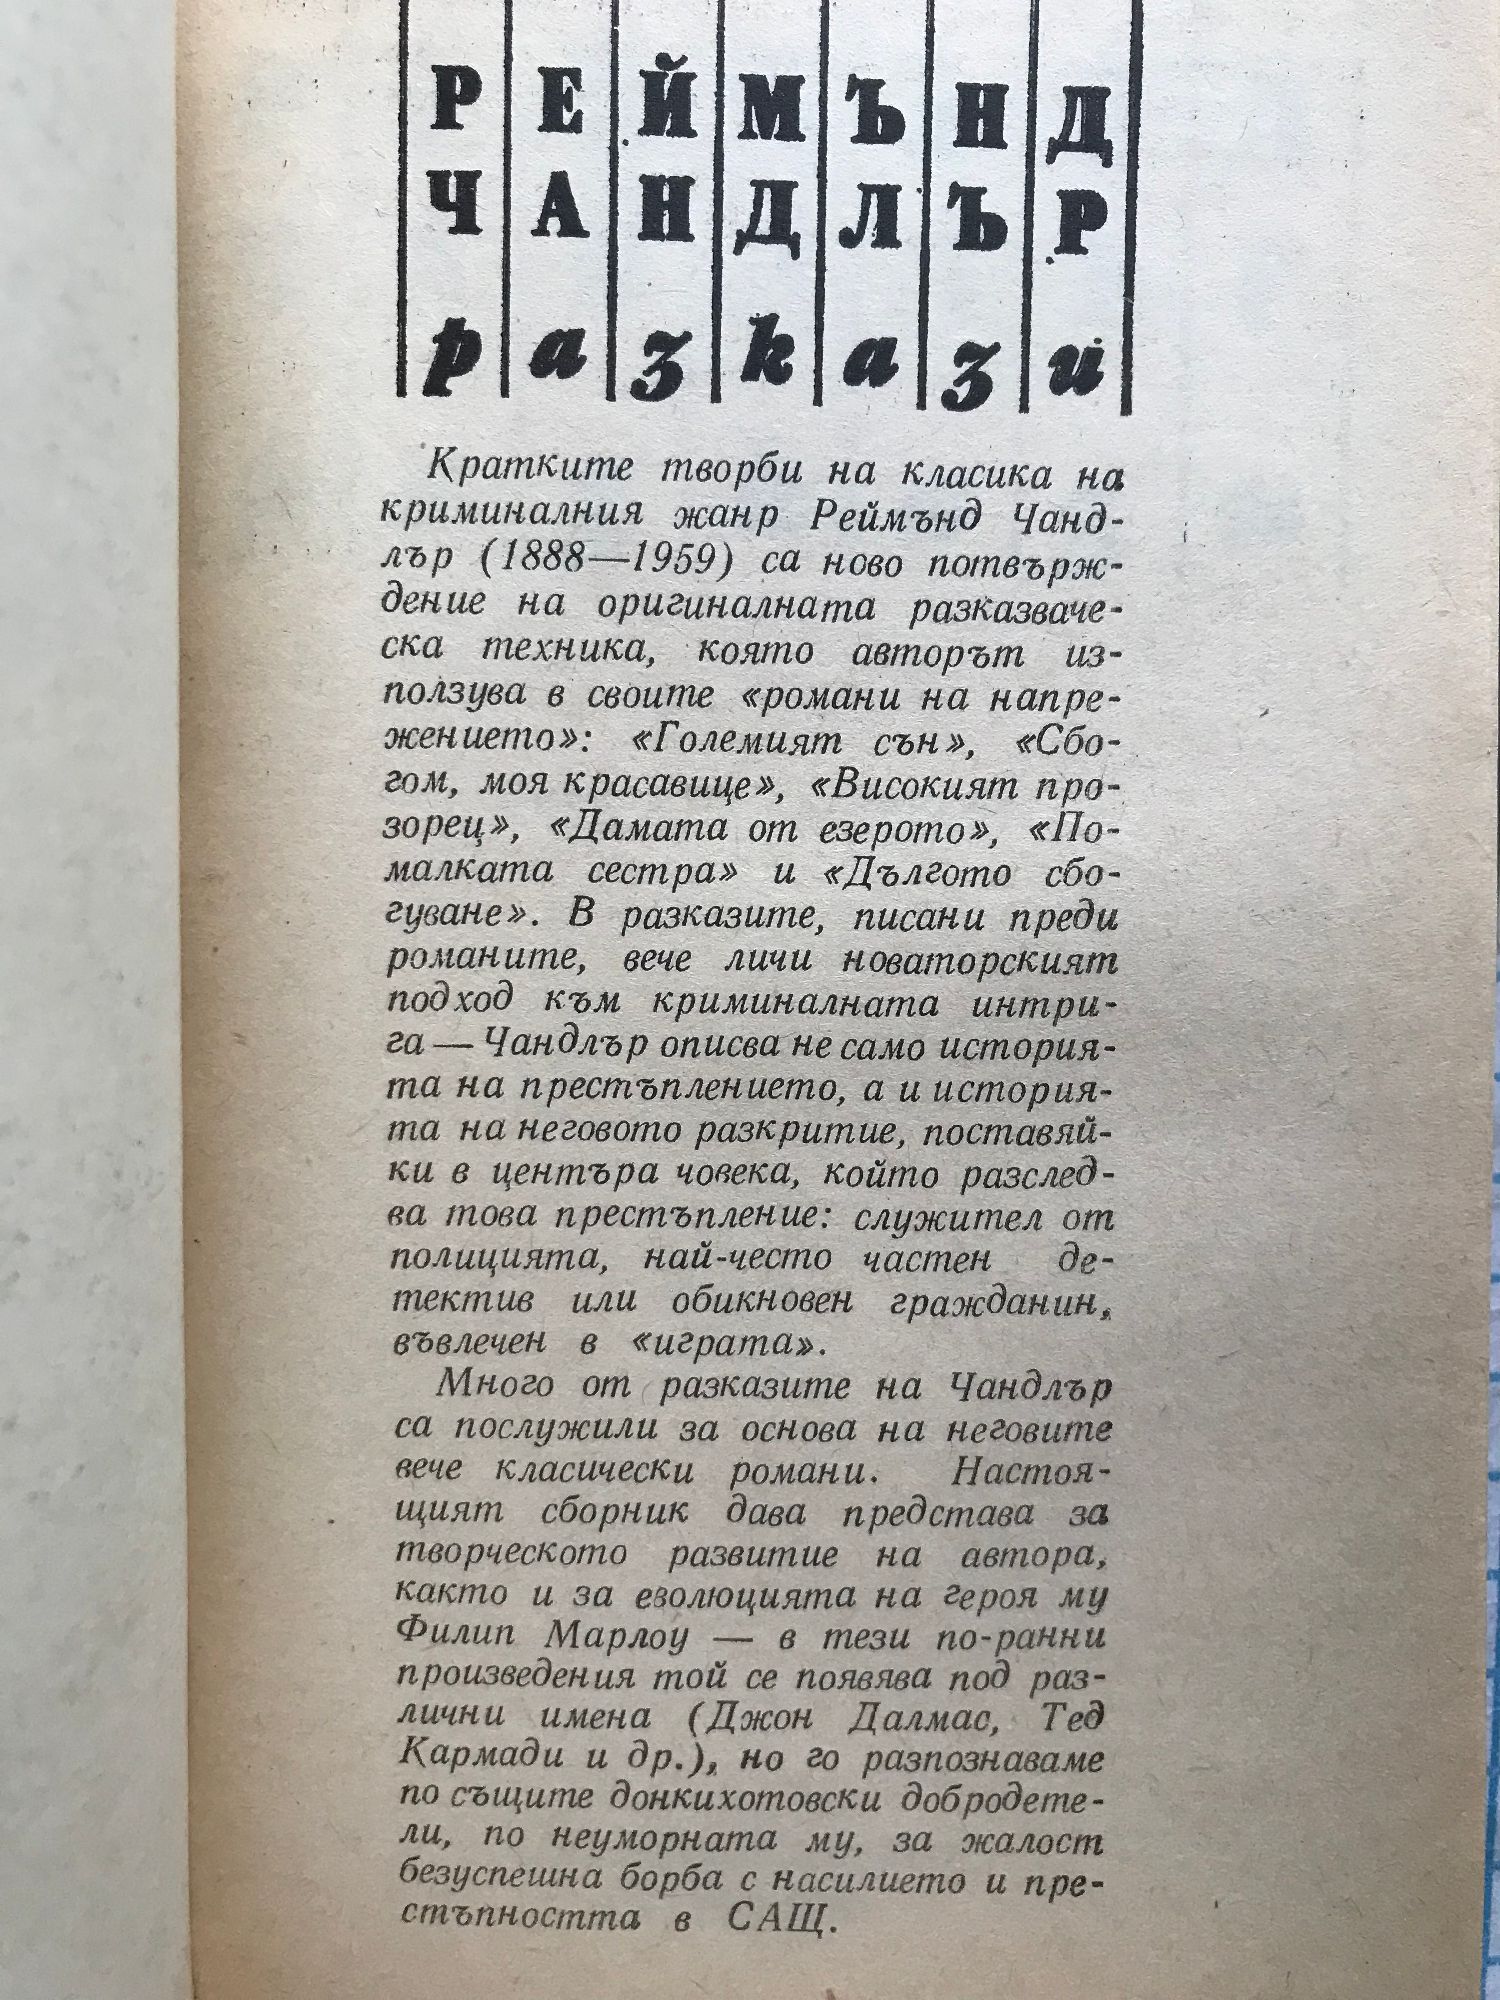 РЕЙМЪНД
ЧАНДЛЪР
разкази
Кратките творби на класика на
криминалния жанр Реймънд Чанд-
лър (1888—1959) са ново потвърж-
дение на оригиналната разказваче-
ска техника, която авторът из-
ползува в своите «романи на напре-
жението»: «Големият сън», «Сбо-
гом, моя красавице», «Високият про-
зорец», «Дамата от езерото», «По-
малката сестра» и «Дългото сбо-
гуване». В разказите, писани преди
романите, вече личи новаторският
подход към криминалната интри-
га — Чандлър описва не само история-
та на престъплението, а и история-
та на неговото разкритие, поставяй-
ки в центъра човека, който разслед-
ва това престъпление: служител от
полицията, най-често частен де-
тектив или обикновен гражданин,
въвлечен в «играта».
Много от разказите на Чандлър
са послужили за основа на неговите
вече класически романи. Настоя-
щият сборник дава представа за
творческото развитие на автора,
както и за еволюцията на героя му
Филип Марлоу — в тези по-ранни
произведения той се появява под раз-
лични имена (Джон Далмас, Тед
Кармади и др.), но го разпознаваме
по същите донкихотовски добродете-
ли, по неуморната му, за жалост
безуспешна борба с насилието и пре-
стъпността в САЩ.